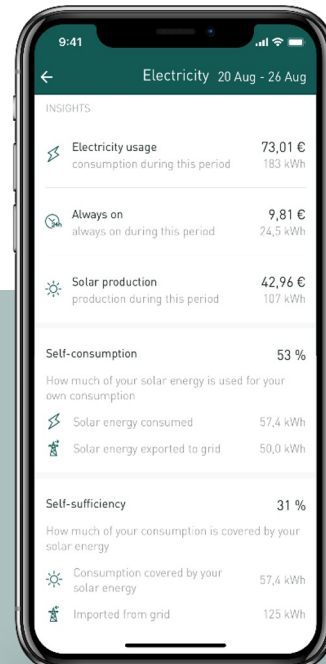 9:41
Electricity 20 Aug - 26 Aug
INSIGHTS
Electricity usage 73,01 €
consumption during this period 183 kWh
Always on 9,81 €
always on during this period 24,5 kWh
Solar production 42,96 €
production during this period 107 kWh
Self-consumption 53 %
How much of your solar energy is used for your
own consumption
Solar energy consumed 57,4 kWh
Solar energy exported to grid 50,0 kWh
Self-sufficiency 31 %
How much of your consumption is covered by your
solar energy
Consumption covered by your 57,4 kWh
solar energy
Imported from grid 125 kWh